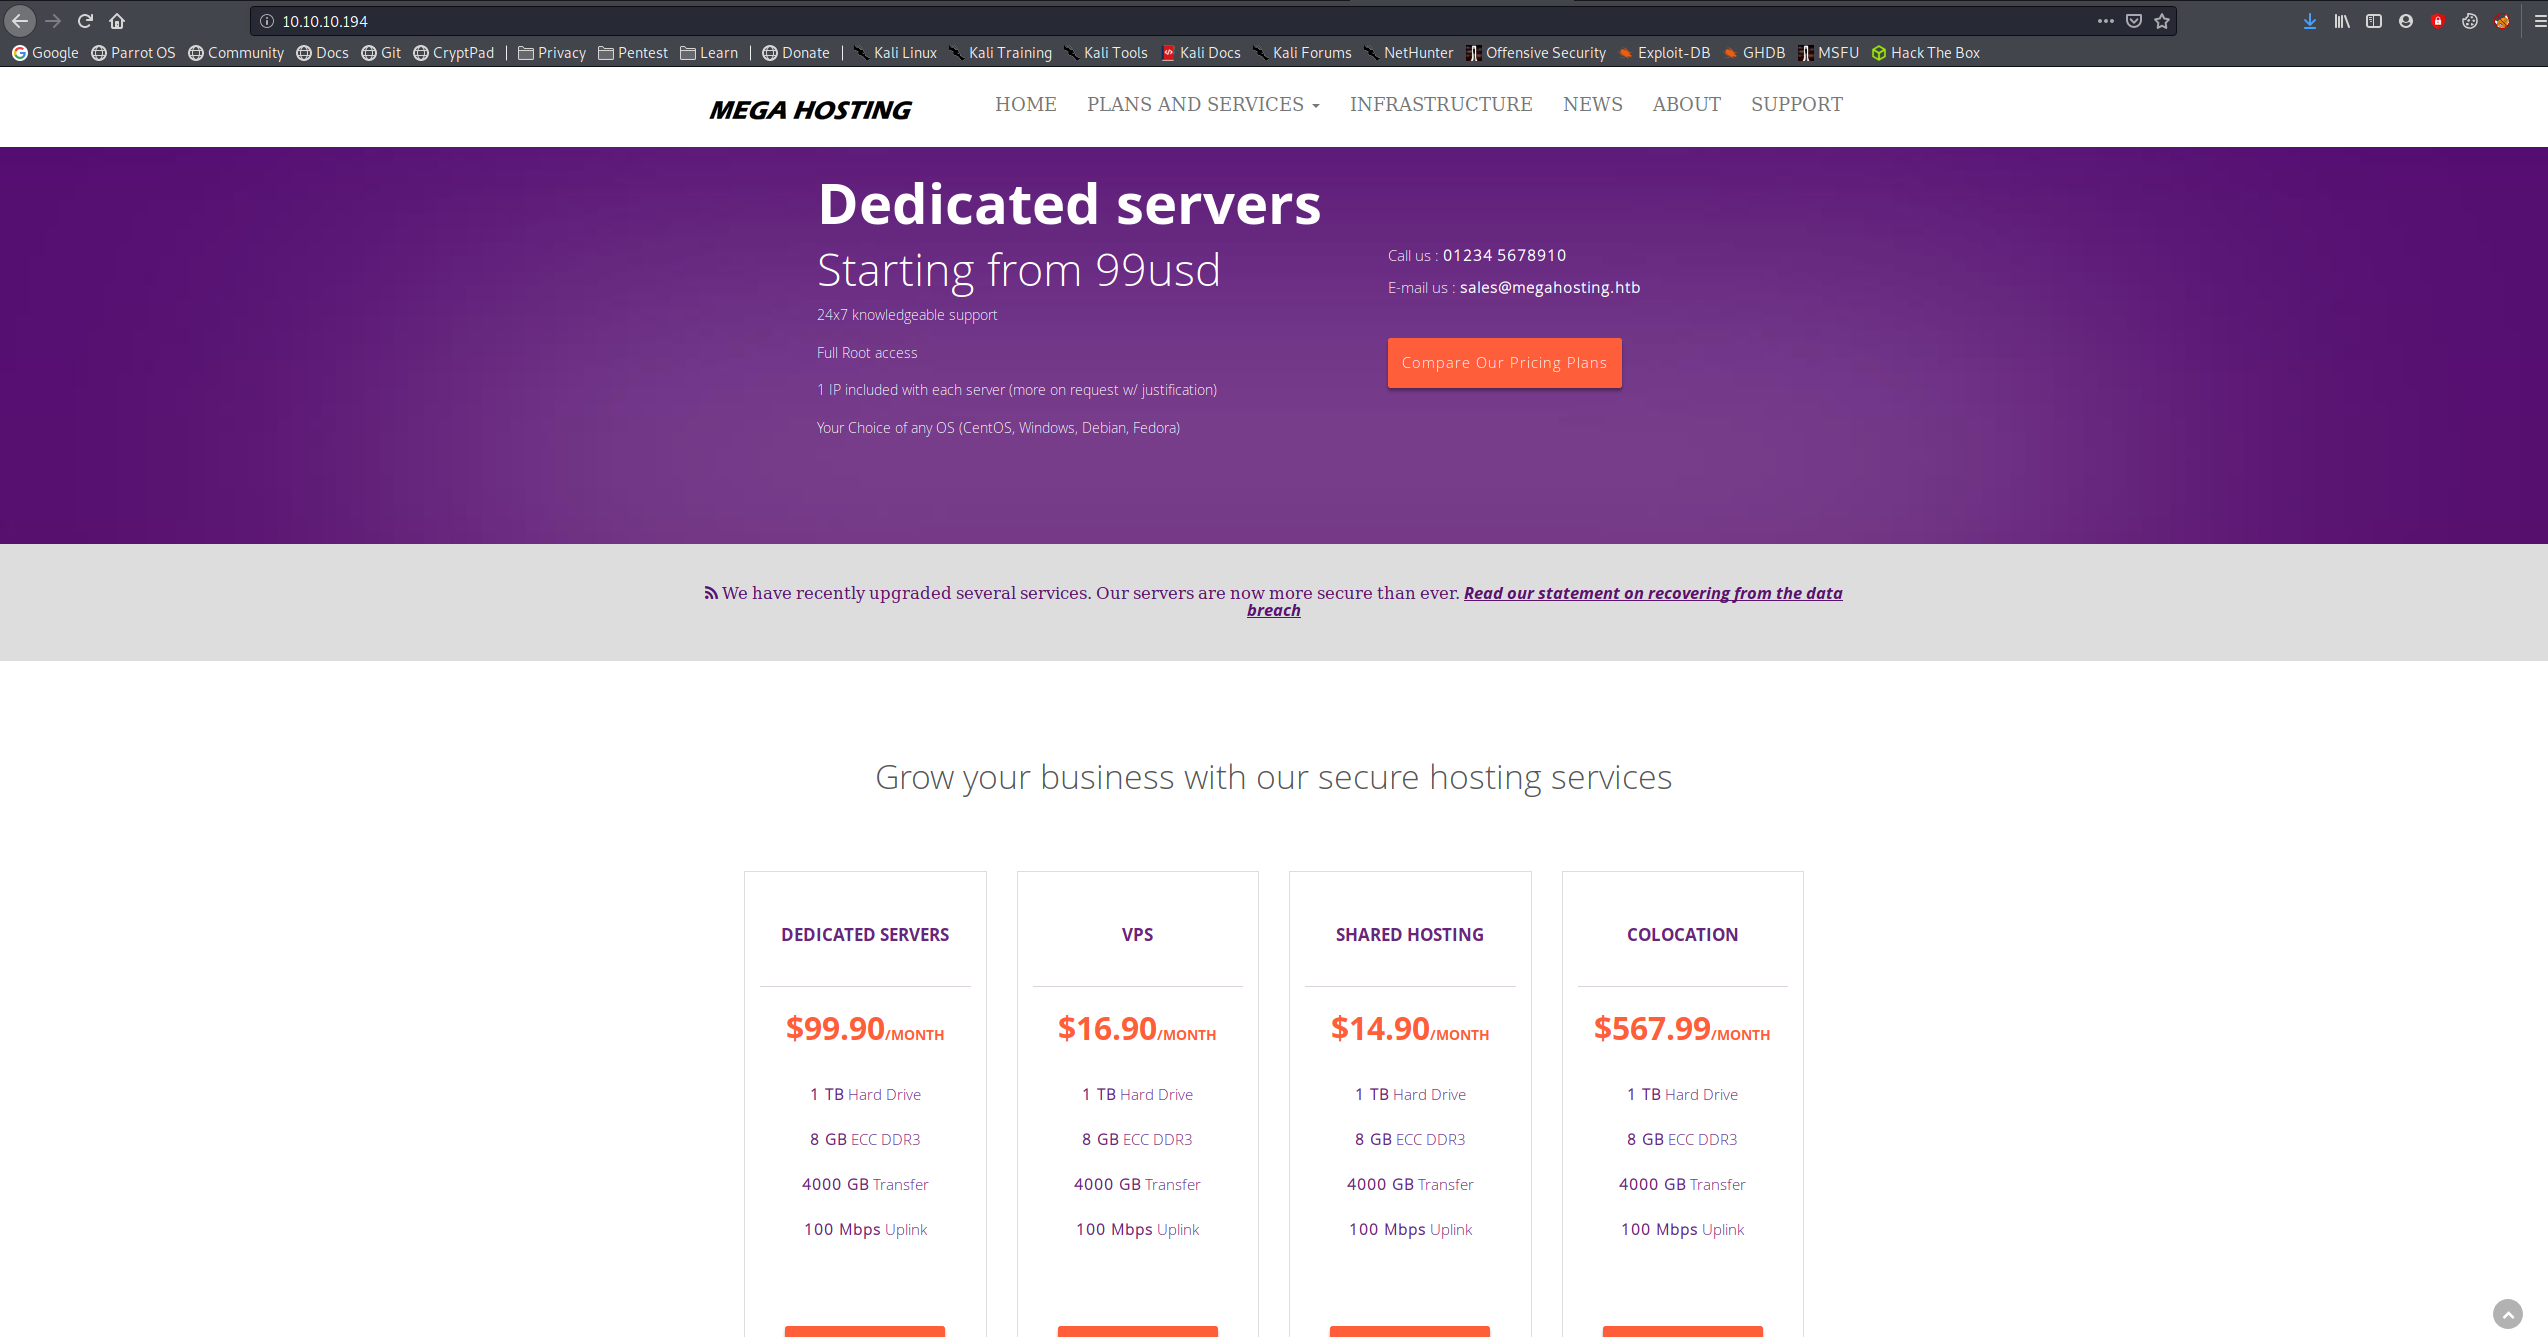 10.10.10.194
Google Parrot OS Community Docs Git CryptPad Privacy Pentest Learn Donate Kali Linux Kali Training Kali Tools Kali Docs Kali Forums NetHunter Offensive Security Exploit-DB GHDB MSFU Hack The Box
MEGA HOSTING HOME PLANS AND SERVICES INFRASTRUCTURE NEWS ABOUT SUPPORT
Dedicated servers
Starting from 99usd
24x7 knowledgeable support
Full Root access
1 IP included with each server (more on request w/ justification)
Your Choice of any OS (CentOS, Windows, Debian, Fedora)
Call us : 01234 5678910
E-mail us : sales@megahosting.htb
Compare Our Pricing Plans
We have recently upgraded several services. Our servers are now more secure than ever. Read our statement on recovering from the data
breach
Grow your business with our secure hosting services
DEDICATED SERVERS
$99.90/MONTH
1 TB Hard Drive
8 GB ECC DDR3
4000 GB Transfer
100 Mbps Uplink
VPS
$16.90/MONTH
1 TB Hard Drive
8 GB ECC DDR3
4000 GB Transfer
100 Mbps Uplink
SHARED HOSTING
$14.90/MONTH
1 TB Hard Drive
8 GB ECC DDR3
4000 GB Transfer
100 Mbps Uplink
COLOCATION
$567.99/MONTH
1 TB Hard Drive
8 GB ECC DDR3
4000 GB Transfer
100 Mbps Uplink